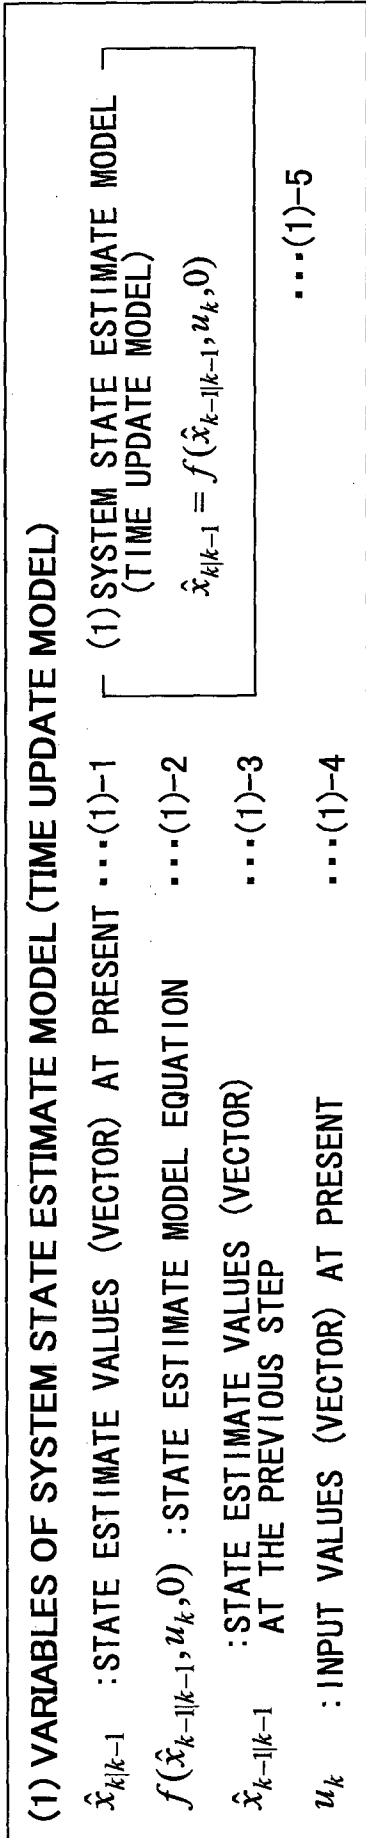 (1) VARIABLES OF SYSTEM STATE ESTIMATE MODEL (TIME UPDATE MODEL)
x̂ₖ|ₖ₋₁ :STATE ESTIMATE VALUES (VECTOR) AT PRESENT ···(1)-1
f(x̂ₖ₋₁|ₖ₋₁,uₖ,0) :STATE ESTIMATE MODEL EQUATION ···(1)-2
x̂ₖ₋₁|ₖ₋₁ :STATE ESTIMATE VALUES (VECTOR)
AT THE PREVIOUS STEP ···(1)-3
uₖ :INPUT VALUES (VECTOR) AT PRESENT ···(1)-4
(1)SYSTEM STATE ESTIMATE MODEL
(TIME UPDATE MODEL)
x̂ₖ|ₖ₋₁ = f(x̂ₖ₋₁|ₖ₋₁,uₖ,0)
···(1)-5